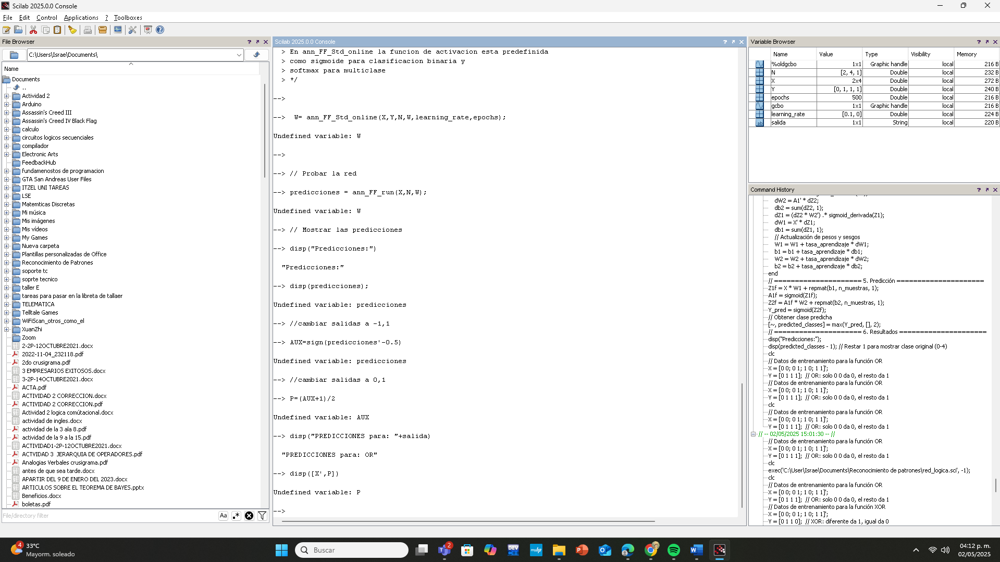 Scilab 2025.0.0 Console
File Edit Control Applications ? Toolboxes
File Browser ? ↗ ✕
C:\Users\Israe\Documents\
Name
Documents
..
Actividad 2
Arduino
Assassin's Creed III
Assassin's Creed IV Black Flag
calculo
circuitos logicos secuenciales
compilador
Electronic Arts
FeedbackHub
fundamenostos de programacion
GTA San Andreas User Files
ITZEL UNI TAREAS
LSE
Matemticas Discretas
Mi música
Mis imágenes
Mis vídeos
My Games
Nueva carpeta
Plantillas personalizadas de Office
Reconocimiento de Patrones
soporte tc
soprte tecnico
taller E
tareas para pasar en la libreta de tallaer
TELEMATICA
Telltale Games
WiFiScan_otros_como_el
XuanZhi
Zoom
2-2P-12OCTUBRE2021.docx
2022-11-04_232118.pdf
2do crusigrama.pdf
3 EMPRESARIOS EXITOSOS.docx
3-2P-14OCTUBRE2021.docx
ACTA.pdf
ACTIVIDAD 2 CORRECCION.docx
ACTIVIDAD 2 CORRECCION.pdf
Actividad 2 logica comútacional.docx
actividad de ingles.docx
actividad de la 3 ala 8.pdf
actividad de la 9 a la 15.pdf
ACTIVIDAD1-2P-12OCTUBRE2021.docx
ACTVIDAD 3  JERARQUIA DE OPERADORES.pdf
Analogias Verbales crusigrama.pdf
antes de que sea tarde.docx
APARTIR DEL 9 DE ENERO DEL 2023.docx
ARTICULOS SOBRE EL TEOREMA DE BAYES.pptx
Beneficios.docx
boletas.pdf
File/directory filter
Aa .*
Scilab 2025.0.0 Console ? ↗ ✕
> En ann_FF_Std_online la funcion de activacion esta predefinida
> como sigmoide para clasificacion binaria y
> softmax para multiclase
> */
-->
-->  W= ann_FF_Std_online(X,Y,N,W,learning_rate,epochs);
Undefined variable: W
-->
--> // Probar la red
--> predicciones = ann_FF_run(X,N,W);
Undefined variable: W
--> // Mostrar las predicciones
--> disp("Predicciones:")
"Predicciones:"
--> disp(predicciones);
Undefined variable: predicciones
--> //cambiar salidas a -1,1
--> AUX=sign(predicciones'-0.5)
Undefined variable: predicciones
--> //cambiar salidas a 0,1
--> P=(AUX+1)/2
Undefined variable: AUX
--> disp("PREDICCIONES para: "+salida)
"PREDICCIONES para: OR"
--> disp([X',P])
Undefined variable: P
-->
Variable Browser ? ↗ ✕
Name Value Type Visibility Memory
%oldgcbo 1x1 Graphic handle local 216 B
N [2, 4, 1] Double local 232 B
X 2x4 Double local 272 B
Y [0, 1, 1, 1] Double local 240 B
epochs 500 Double local 216 B
gcbo 1x1 Graphic handle local 216 B
learning_rate [0.1, 0] Double local 224 B
ab salida 1x1 String local 220 B
Command History ? ↗ ✕
dW2 = A1' * dZ2;
db2 = sum(dZ2, 1);
dZ1 = (dZ2 * W2') .* sigmoid_derivada(Z1);
dW1 = X' * dZ1;
db1 = sum(dZ1, 1);
// Actualización de pesos y sesgos
W1 = W1 + tasa_aprendizaje * dW1;
b1 = b1 + tasa_aprendizaje * db1;
W2 = W2 + tasa_aprendizaje * dW2;
b2 = b2 + tasa_aprendizaje * db2;
end
// ===================== 5. Predicción =====================
Z1f = X * W1 + repmat(b1, n_muestras, 1);
A1f = sigmoid(Z1f);
Z2f = A1f * W2 + repmat(b2, n_muestras, 1);
Y_pred = sigmoid(Z2f);
// Obtener clase predicha
[~, predicted_classes] = max(Y_pred, [], 2);
// ===================== 6. Resultados =====================
disp("Predicciones:");
disp(predicted_classes - 1); // Restar 1 para mostrar clase original (0-4)
clc
// Datos de entrenamiento para la función OR
X = [0 0; 0 1; 1 0; 1 1]';
Y = [0 1 1 1];  // OR: solo 0 0 da 0, el resto da 1
// Datos de entrenamiento para la función OR
X = [0 0; 0 1; 1 0; 1 1]';
Y = [0 1 1 1];  // OR: solo 0 0 da 0, el resto da 1
clc
// Datos de entrenamiento para la función OR
X = [0 0; 0 1; 1 0; 1 1]';
Y = [0 1 1 1];  // OR: solo 0 0 da 0, el resto da 1
// -- 02/05/2025 15:01:30 -- //
// Datos de entrenamiento para la función OR
X = [0 0; 0 1; 1 0; 1 1]';
Y = [0 1 1 1];  // OR: solo 0 0 da 0, el resto da 1
clc
exec('C:\User\Israe\Documents\Reconocimiento de patrones\red_logica.sci', -1);
clc
// Datos de entrenamiento para la función OR
X = [0 0; 0 1; 1 0; 1 1]';
Y = [0 1 1 1];  // OR: solo 0 0 da 0, el resto da 1
// Datos de entrenamiento para la función XOR
X = [0 0; 0 1; 1 0; 1 1]';
Y = [0 1 1 0];  // XOR: diferente da 1, igual da 0
4
33°C
Mayorm. soleado
Buscar
2
DEV
myhp
04:12 p. m.
02/05/2025